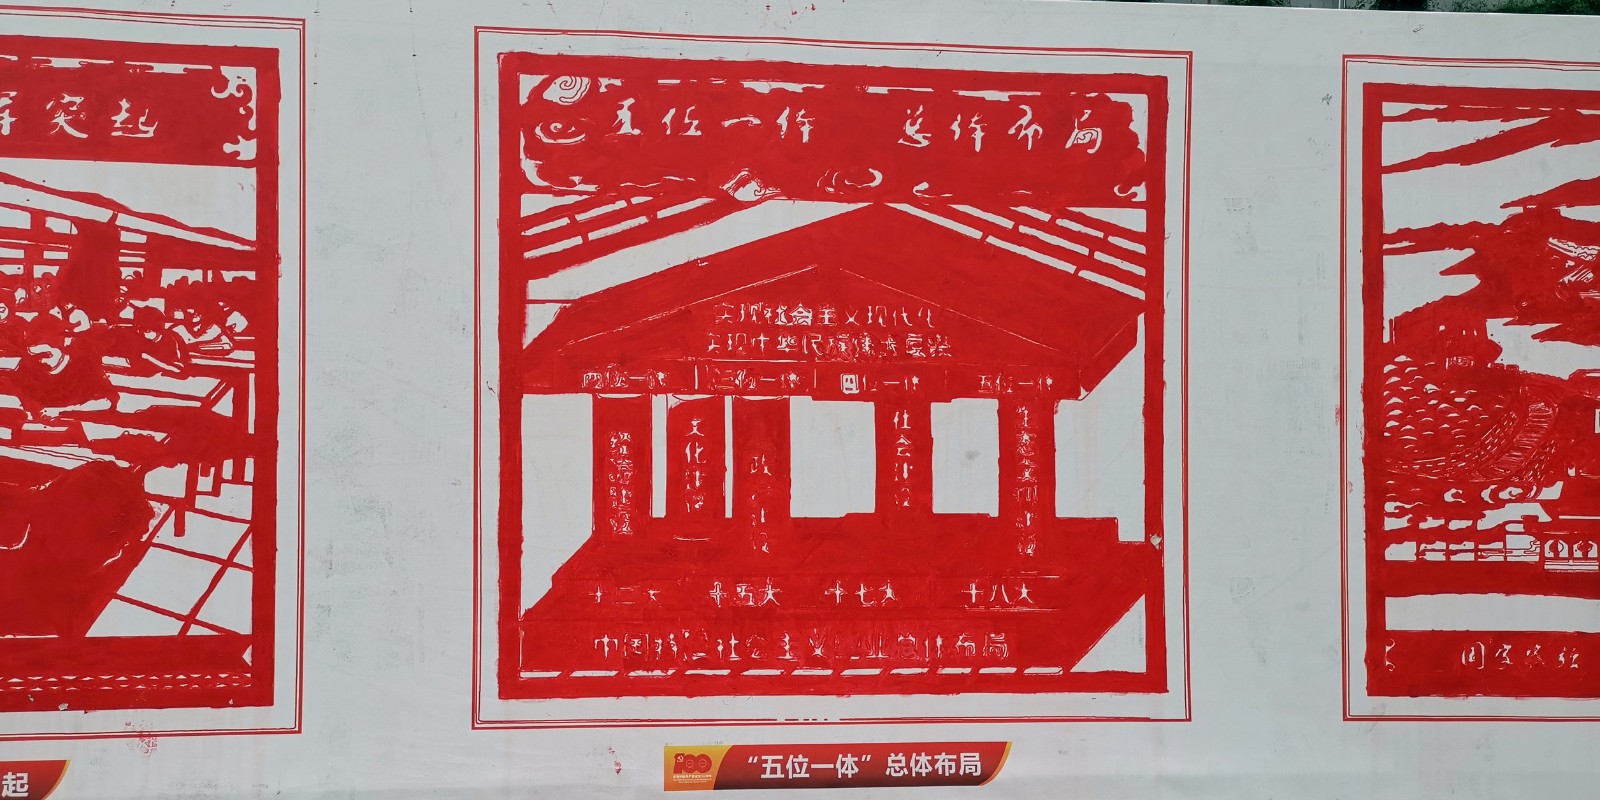 突起
五位一体 总体布局
实现社会主义现代化
实现中华民族伟大复兴
四位一体 三位一体 四位一体 五位一体
经济建设
文化建设
政治建设
社会建设
生态文明建设
十二大 十五大 十七大 十八大
中国特色社会主义事业总体布局
国家
100
“五位一体”总体布局
起